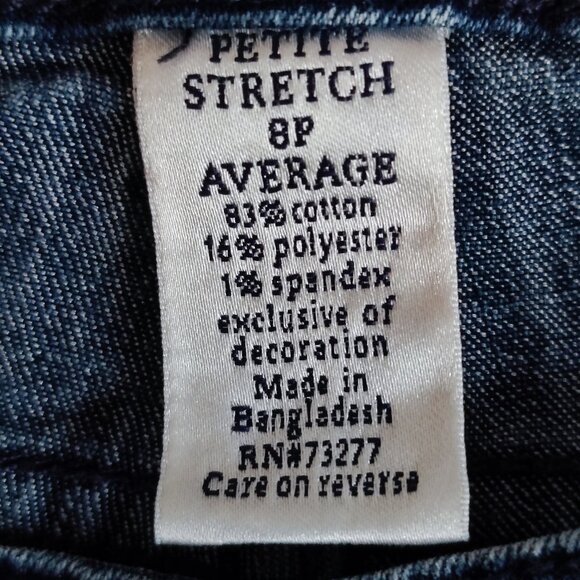 PETITE
STRETCH
8P
AVERAGE
83% cotton
16% polyester
1% spandex
exclusive of
decoration
Made in
Bangladesh
RN#73277
Care on reverse